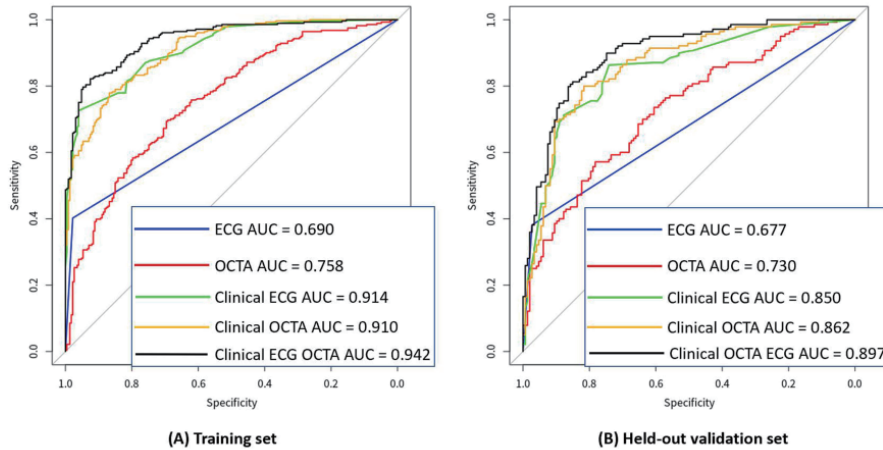 1.0
0.8
0.6
0.4
0.2
0.0
Sensitivity
ECG AUC = 0.690
OCTA AUC = 0.758
Clinical ECG AUC = 0.914
Clinical OCTA AUC = 0.910
Clinical ECG OCTA AUC = 0.942
1.0 0.8 0.6 0.4 0.2 0.0
Specificity
(A) Training set
1.0
0.8
0.6
0.4
0.2
0.0
Sensitivity
ECG AUC = 0.677
OCTA AUC = 0.730
Clinical ECG AUC = 0.850
Clinical OCTA AUC = 0.862
Clinical OCTA ECG AUC = 0.897
1.0 0.8 0.6 0.4 0.2 0.0
Specificity
(B) Held-out validation set